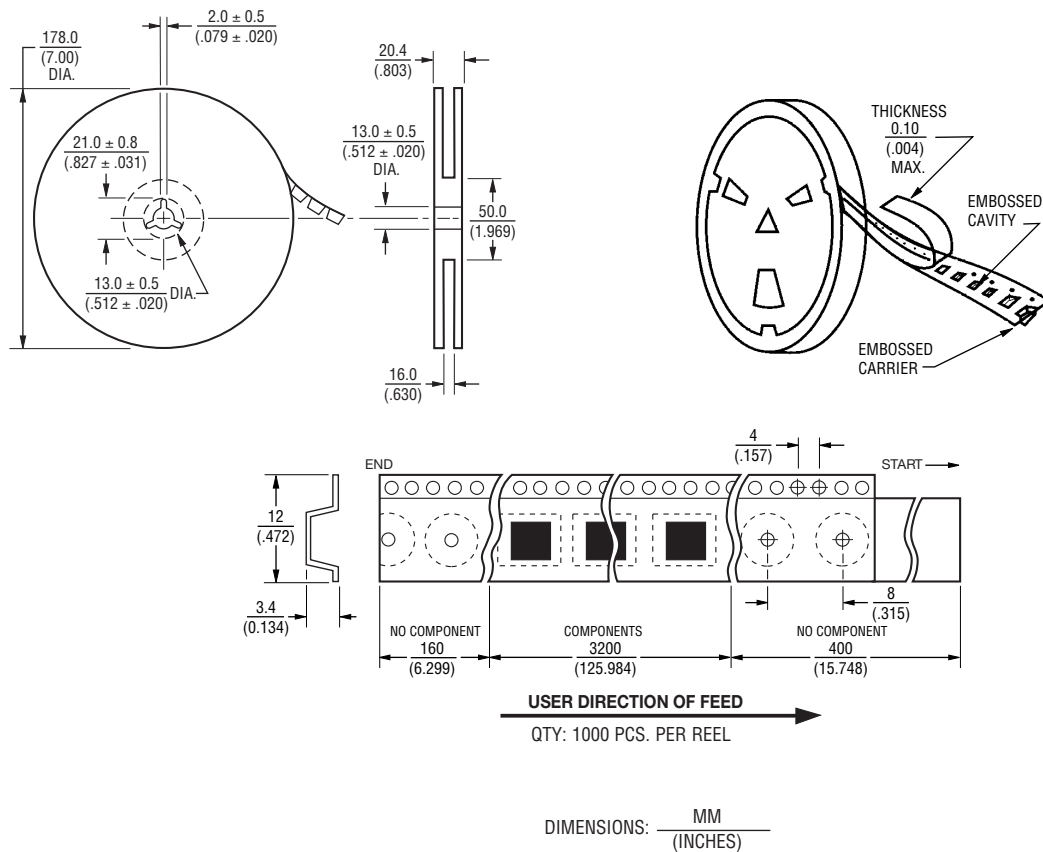 2.0 ± 0.5
(.079 ± .020)
178.0
(7.00)
DIA.
20.4
(.803)
21.0 ± 0.8
(.827 ± .031)
13.0 ± 0.5
(.512 ± .020)
DIA.
50.0
(1.969)
13.0 ± 0.5
(.512 ± .020)
DIA.
16.0
(.630)
THICKNESS
0.10
(.004)
MAX.
EMBOSSED
CAVITY
EMBOSSED
CARRIER
4
(.157)
END
START
12
(.472)
3.4
(0.134)
8
(.315)
NO COMPONENT
160
(6.299)
COMPONENTS
3200
(125.984)
NO COMPONENT
400
(15.748)
USER DIRECTION OF FEED
QTY: 1000 PCS. PER REEL
DIMENSIONS: MM
(INCHES)